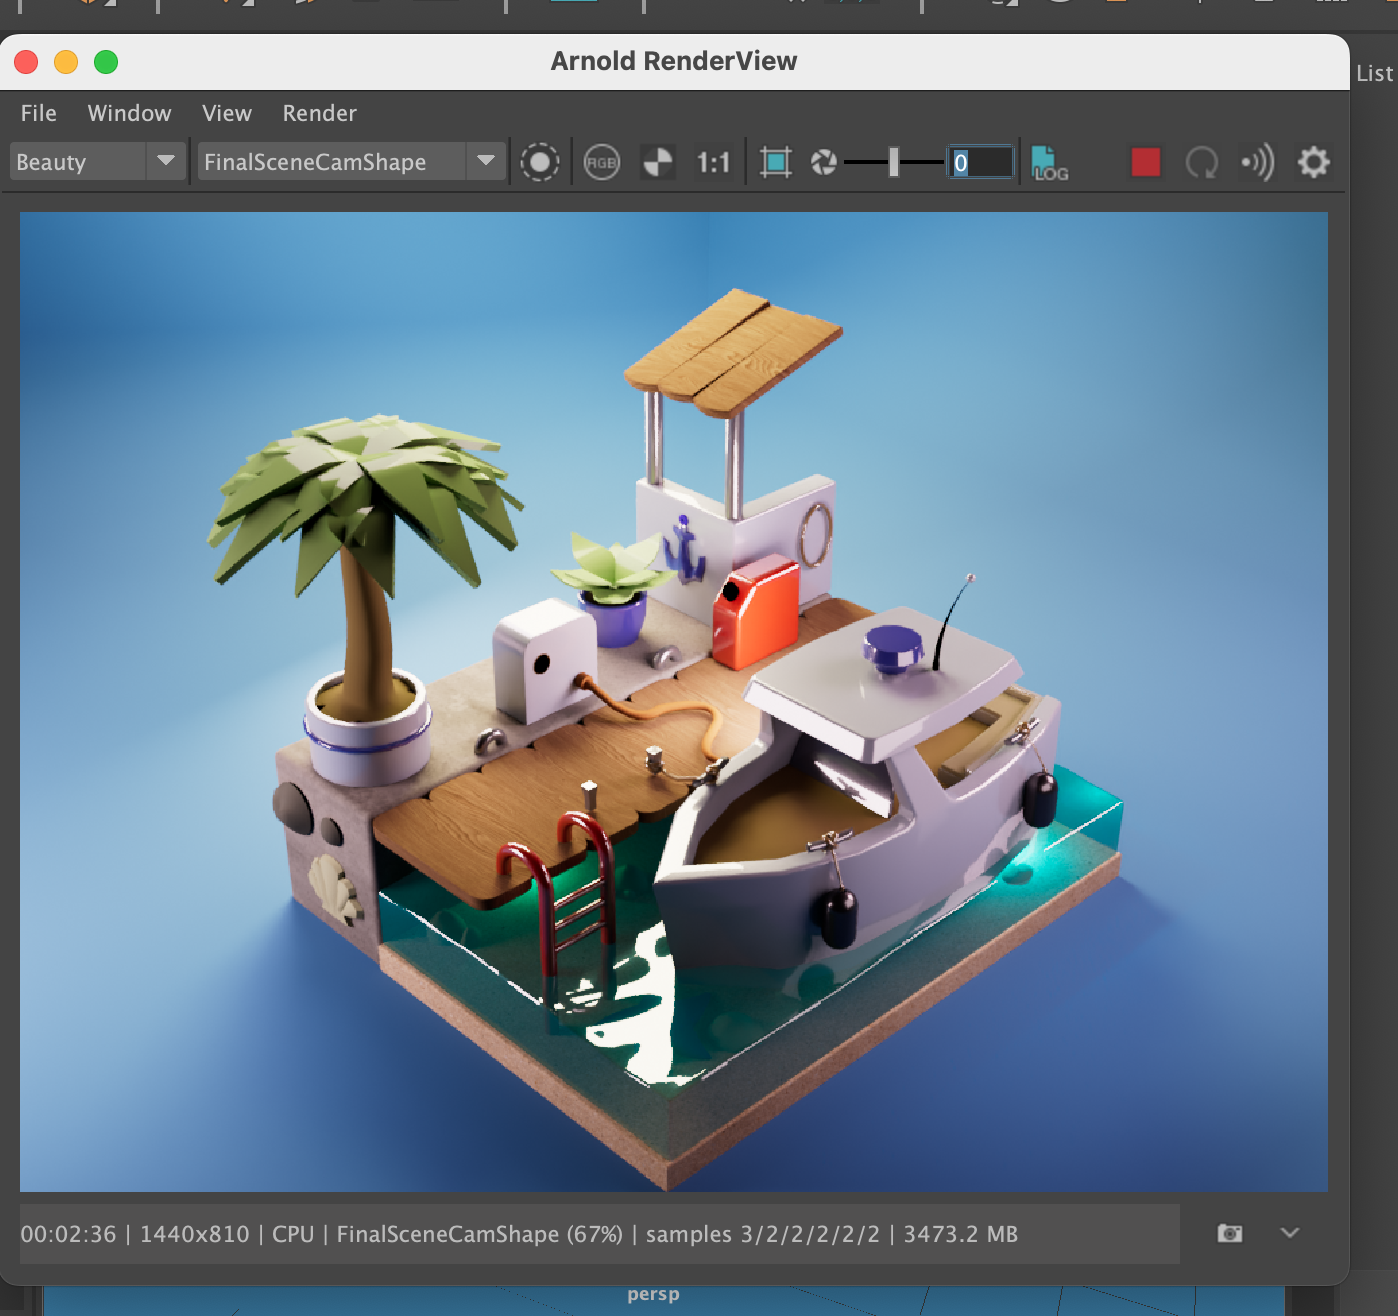 Arnold RenderView
List
File Window View Render
Beauty FinalSceneCamShape RGB 1:1 0 LOG
00:02:36 | 1440x810 | CPU | FinalSceneCamShape (67%) | samples 3/2/2/2/2/2 | 3473.2 MB
persp